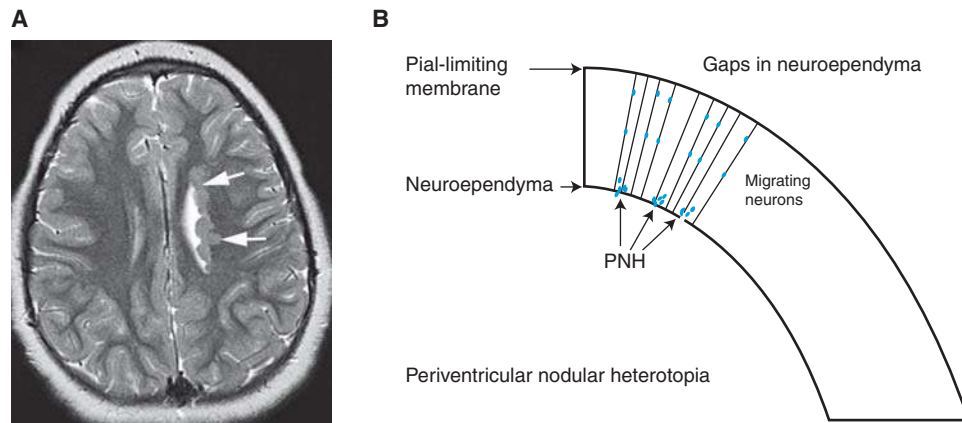 A
B
Pial-limiting
membrane
Gaps in neuroependyma
Neuroependyma
Migrating
neurons
PNH
Periventricular nodular heterotopia